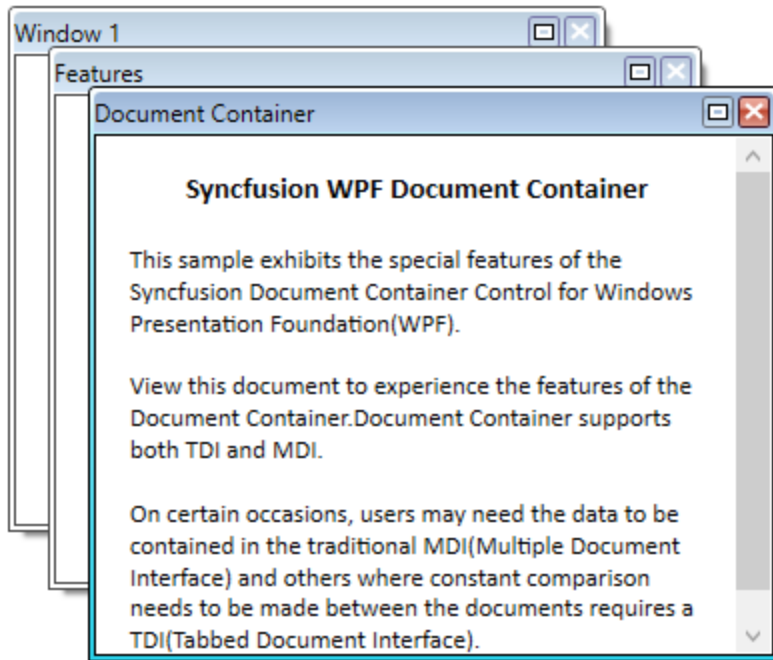 Window 1
Features
Document Container
Syncfusion WPF Document Container
This sample exhibits the special features of the
Syncfusion Document Container Control for Windows
Presentation Foundation(WPF).
View this document to experience the features of the
Document Container.Document Container supports
both TDI and MDI.
On certain occasions, users may need the data to be
contained in the traditional MDI(Multiple Document
Interface) and others where constant comparison
needs to be made between the documents requires a
TDI(Tabbed Document Interface).